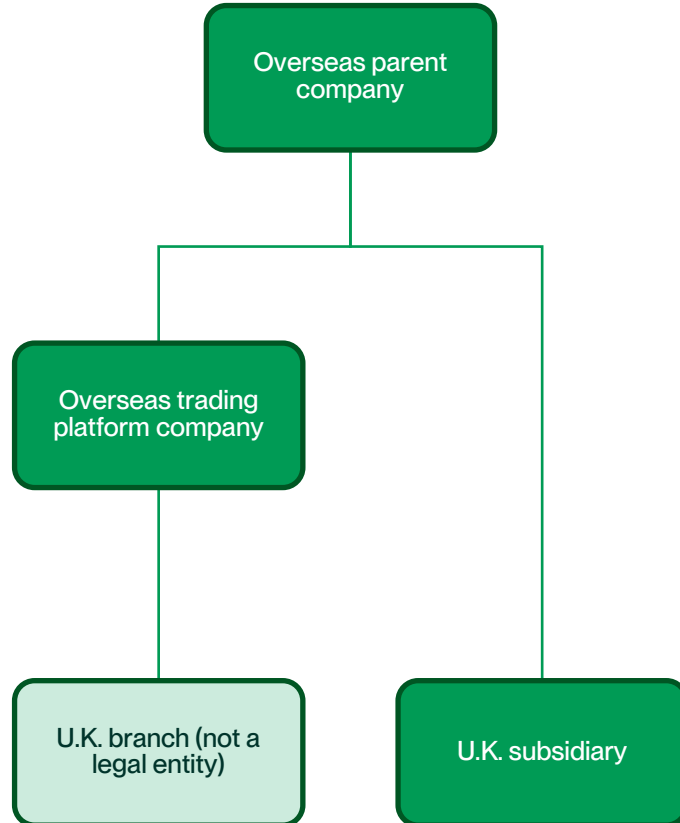 Overseas parent
company
Overseas trading
platform company
U.K. branch (not a
legal entity)
U.K. subsidiary